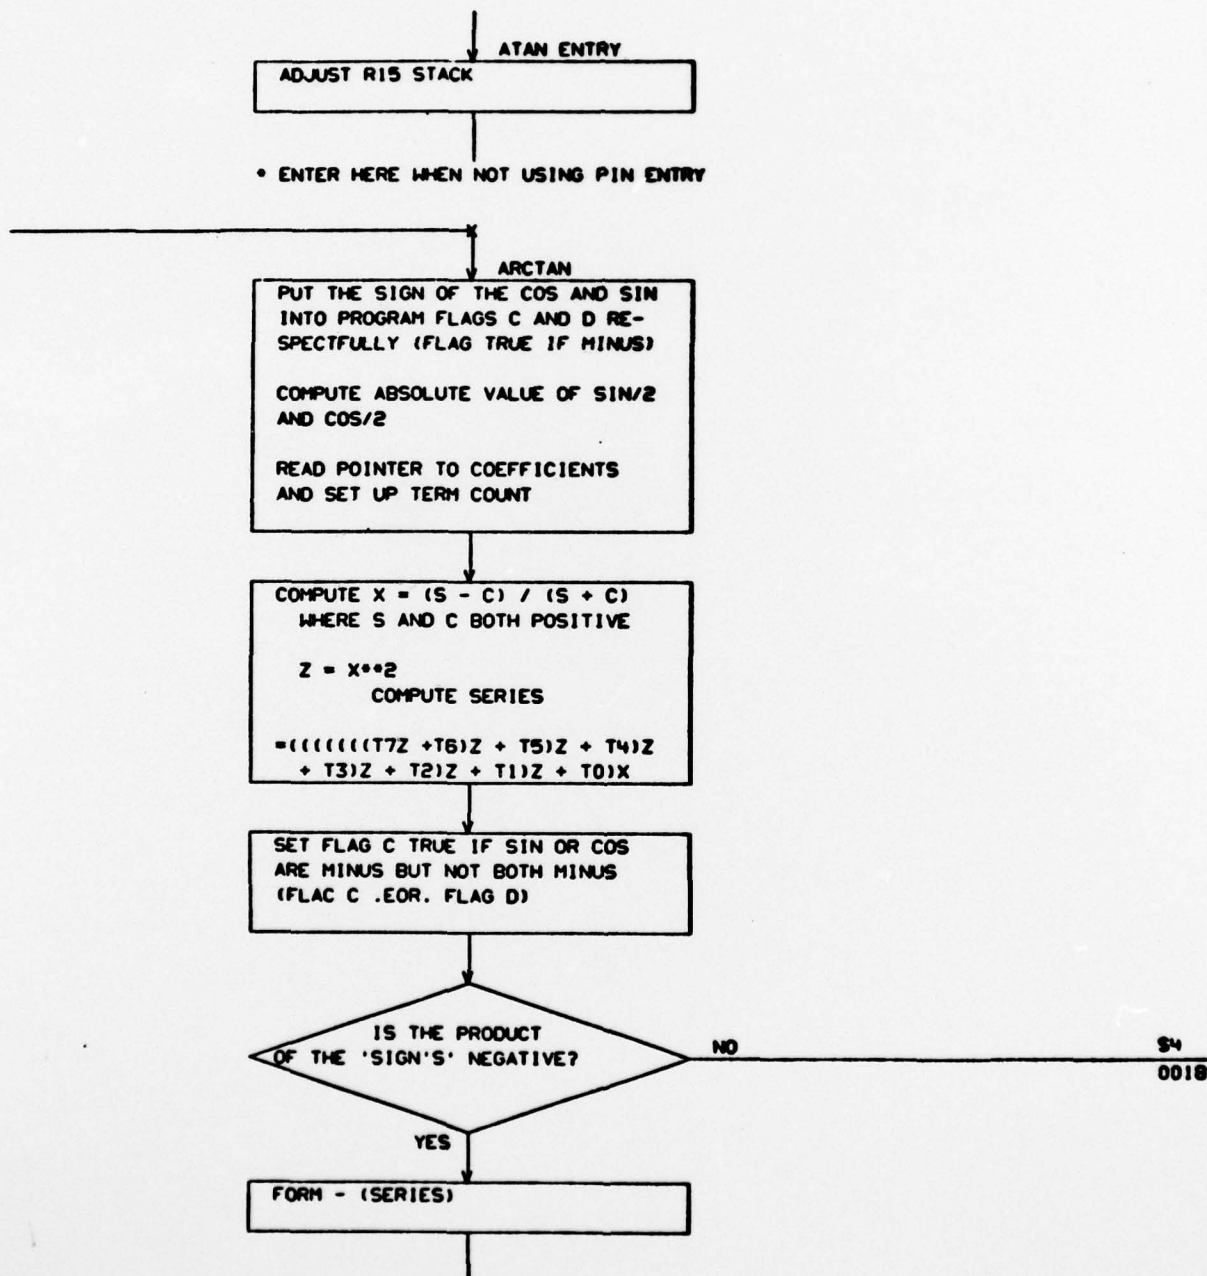 ATAN ENTRY
ADJUST R15 STACK
* ENTER HERE WHEN NOT USING PIN ENTRY
X
ARCTAN
PUT THE SIGN OF THE COS AND SIN
INTO PROGRAM FLAGS C AND D RE-
SPECTFULLY (FLAG TRUE IF MINUS)
COMPUTE ABSOLUTE VALUE OF SIN/2
AND COS/2
READ POINTER TO COEFFICIENTS
AND SET UP TERM COUNT
COMPUTE X = (S - C) / (S + C)
WHERE S AND C BOTH POSITIVE
Z = X**2
COMPUTE SERIES
=(((((((T7Z +T6)Z + T5)Z + T4)Z
+ T3)Z + T2)Z + T1)Z + T0)X
SET FLAG C TRUE IF SIN OR COS
ARE MINUS BUT NOT BOTH MINUS
(FLAC C .EOR. FLAG D)
IS THE PRODUCT
OF THE 'SIGN'S' NEGATIVE?
NO
S4
0018
YES
FORM - (SERIES)